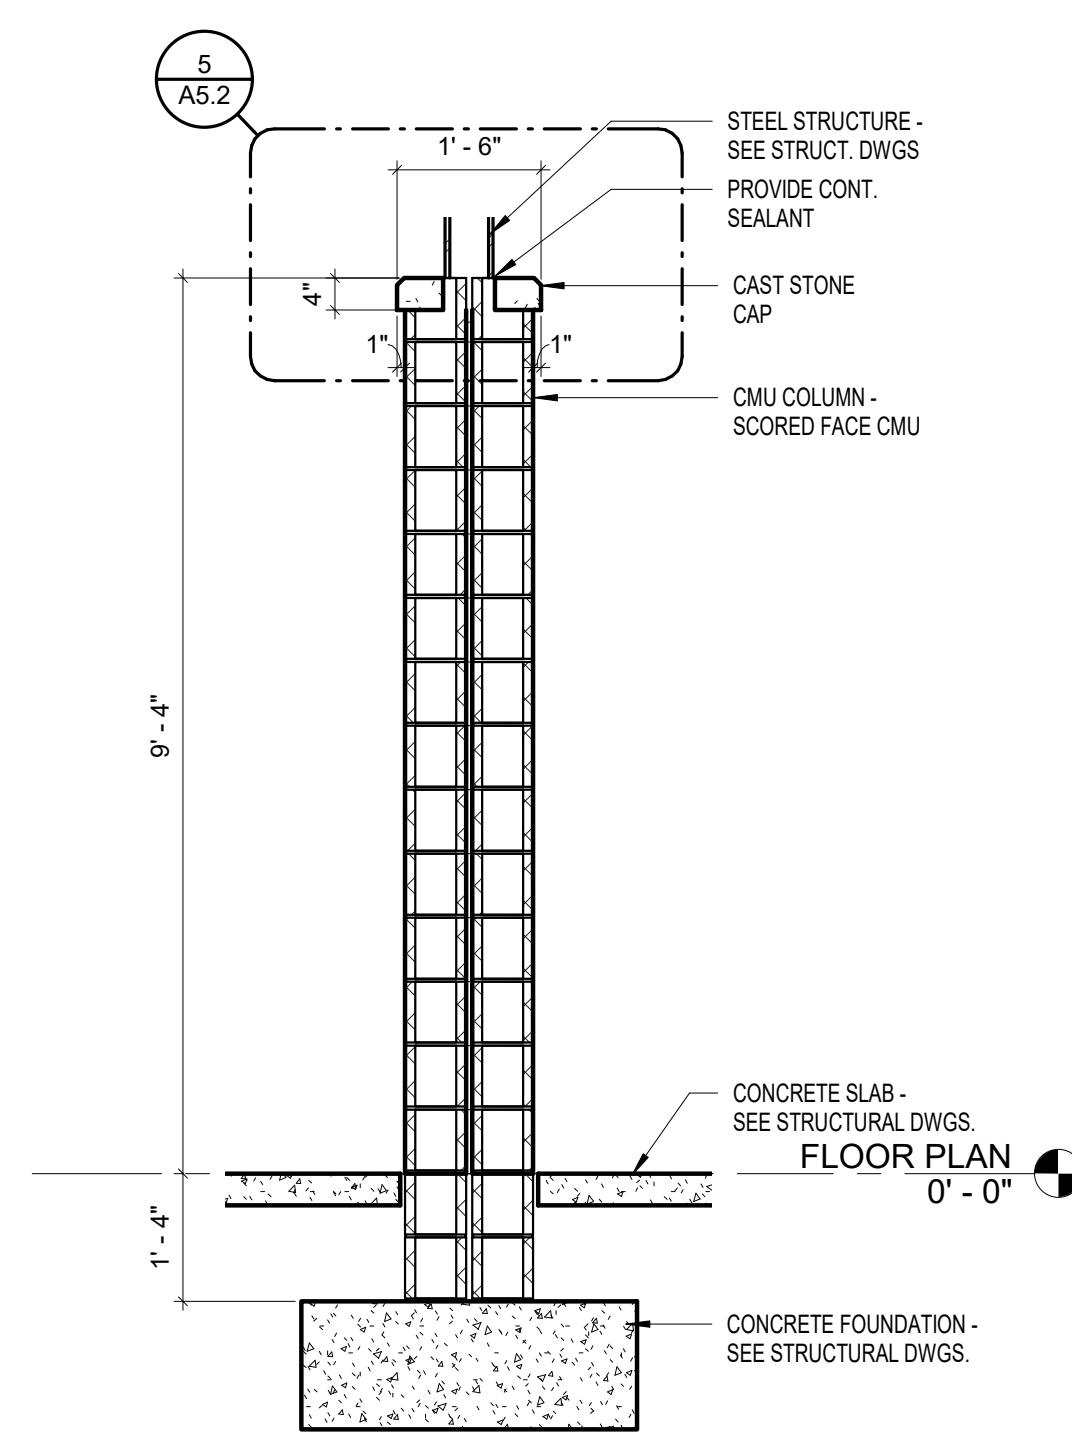 5
A5.2
STEEL STRUCTURE -
SEE STRUCT. DWGS
1' - 6"
PROVIDE CONT.
SEALANT
4"
CAST STONE
CAP
1"
1"
CMU COLUMN -
SCORED FACE CMU
9' - 4"
CONCRETE SLAB -
SEE STRUCTURAL DWGS.
FLOOR PLAN
0' - 0"
1' - 4"
CONCRETE FOUNDATION -
SEE STRUCTURAL DWGS.